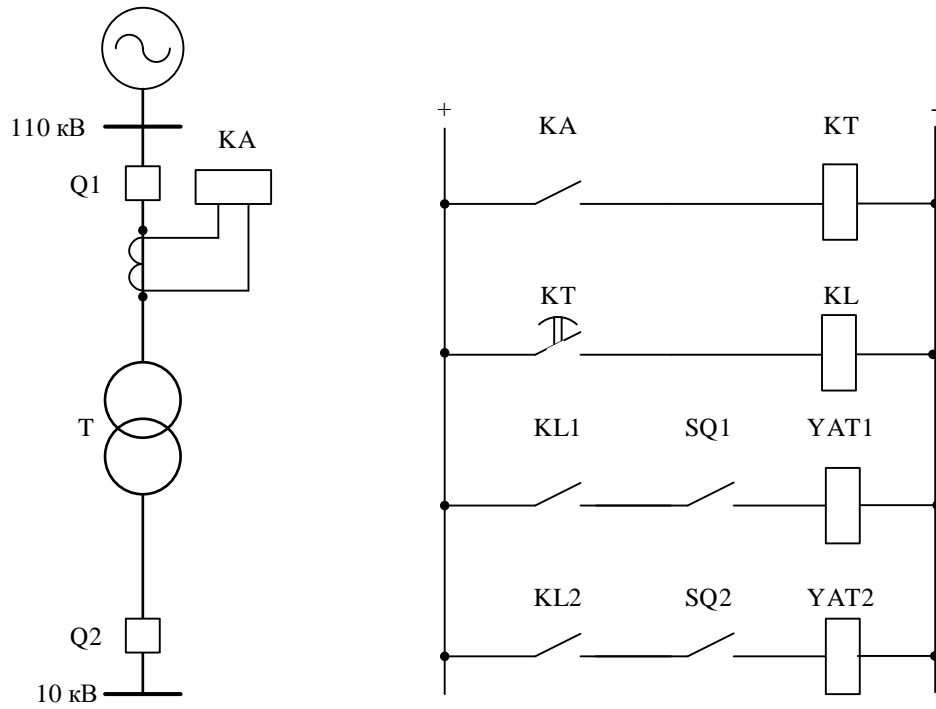 110 кВ
Q1
KA
T
Q2
10 кВ
+
-
KA
KT
KT
KL
KL1
SQ1
YAT1
KL2
SQ2
YAT2